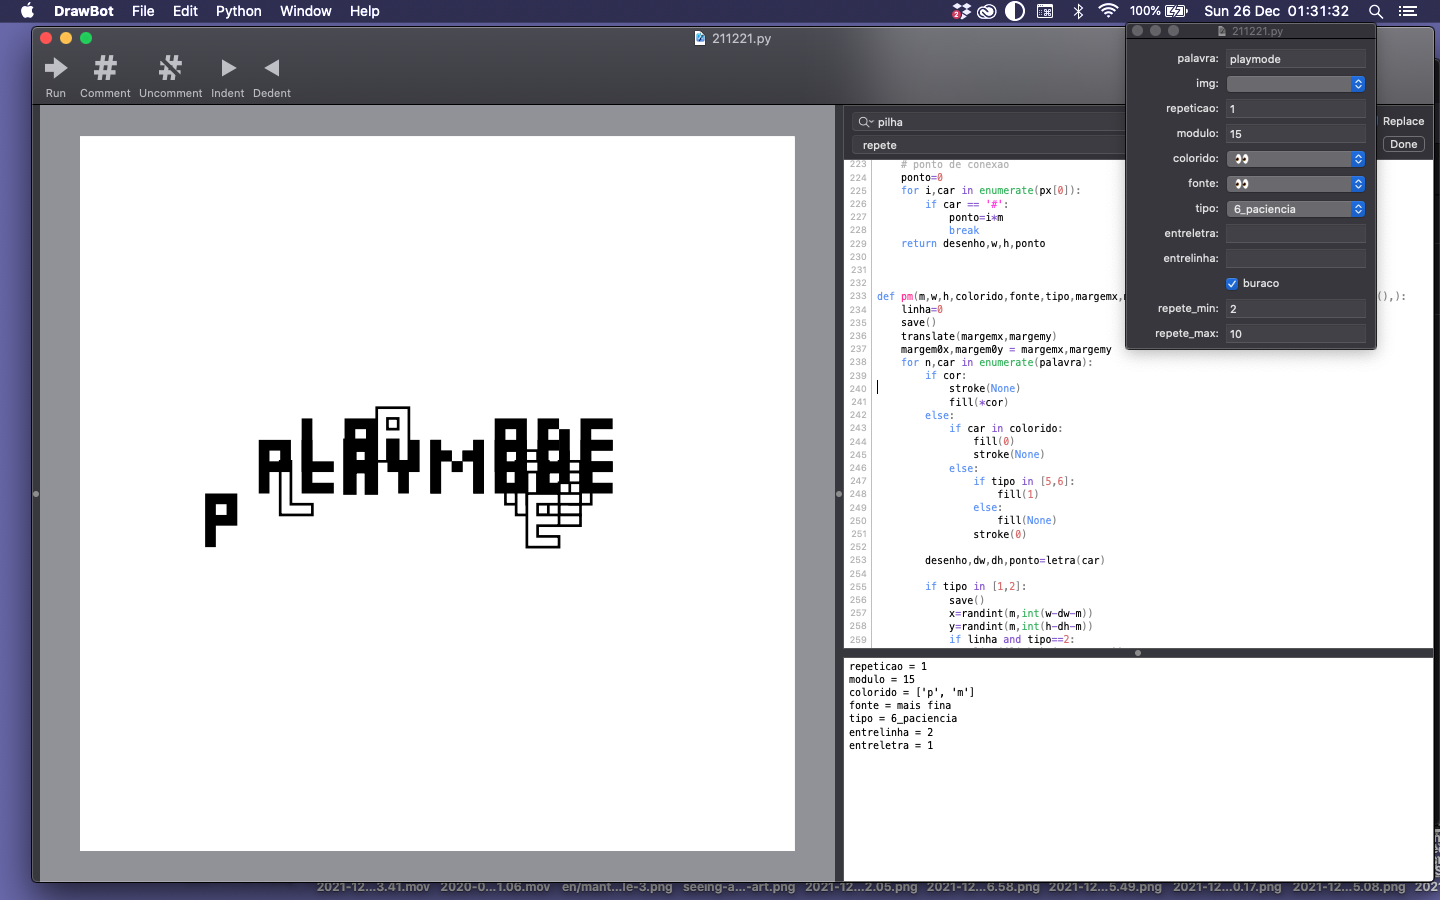 DrawBot File Edit Python Window Help
2
100% Sun 26 Dec 01:31:32
211221.py
Run Comment Uncomment Indent Dedent
211221.py
palavra: playmode
img:
repeticao: 1
modulo: 15
colorido: 👀
fonte: 👀
tipo: 6_paciencia
entreletra:
entrelinha:
buraco
repete_min: 2
repete_max: 10
pilha
Replace
repete
Done
223 # ponto de conexao
224 ponto=0
225 for i,car in enumerate(px[0]):
226 if car == '#':
227 ponto=i*m
228 break
229 return desenho,w,h,ponto
230
231
232
233 def pm(m,w,h,colorido,fonte,tipo,margemx, (),):
234 linha=0
235 save()
236 translate(margemx,margemy)
237 margem0x,margem0y = margemx,margemy
238 for n,car in enumerate(palavra):
239 if cor:
240 stroke(None)
241 fill(*cor)
242 else:
243 if car in colorido:
244 fill(0)
245 stroke(None)
246 else:
247 if tipo in [5,6]:
248 fill(1)
249 else:
250 fill(None)
251 stroke(0)
252
253 desenho,dw,dh,ponto=letra(car)
254
255 if tipo in [1,2]:
256 save()
257 x=randint(m,int(w-dw-m))
258 y=randint(m,int(h-dh-m))
259 if linha and tipo==2:
repeticao = 1
modulo = 15
colorido = ['p', 'm']
fonte = mais fina
tipo = 6_paciencia
entrelinha = 2
entreletra = 1
2021-12...3.41.mov 2020-0...1.06.mov en/mant...le-3.png seeing-a...-art.png 2021-12...2.05.png 2021-12...6.58.png 2021-12...5.49.png 2021-12...0.17.png 2021-12...5.08.png